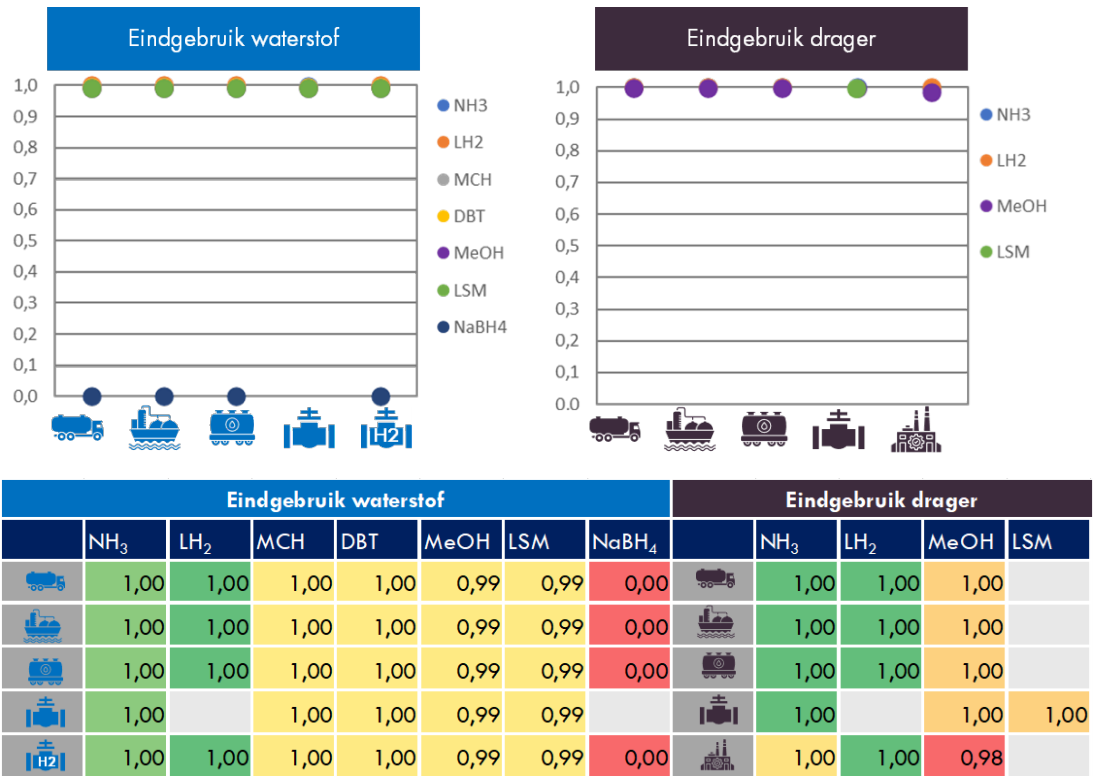 Eindgebruik waterstof
1,0
0,9
0,8
0,7
0,6
0,5
0,4
0,3
0,2
0,1
0,0
NH3
LH2
MCH
DBT
MeOH
LSM
NaBH4
H2
Eindgebruik drager
1,0
0,9
0,8
0,7
0,6
0,5
0,4
0,3
0,2
0,1
0.0
NH3
LH2
MeOH
LSM
Eindgebruik waterstof Eindgebruik drager
NH₃ LH₂ MCH DBT MeOH LSM NaBH₄ NH₃ LH₂ MeOH LSM
1,00 1,00 1,00 1,00 0,99 0,99 0,00 1,00 1,00 1,00
1,00 1,00 1,00 1,00 0,99 0,99 0,00 1,00 1,00 1,00
1,00 1,00 1,00 1,00 0,99 0,99 0,00 1,00 1,00 1,00
1,00 1,00 1,00 0,99 0,99 1,00 1,00 1,00
H2 1,00 1,00 1,00 1,00 0,99 0,99 0,00 1,00 1,00 0,98